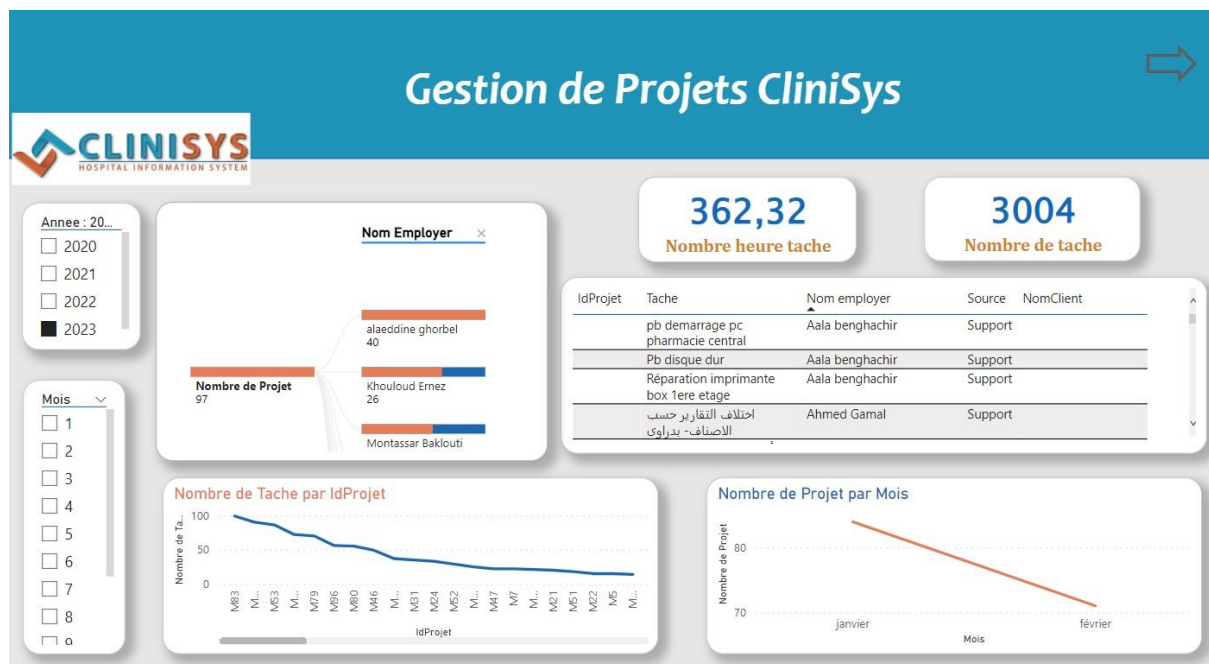 Gestion de Projets CliniSys
CLINISYS
HOSPITAL INFORMATION SYSTEM
362,32
Nombre heure tache
3004
Nombre de tache
Annee : 20...
2020
2021
2022
2023
Nom Employer
alaeddine ghorbel
40
Nombre de Projet
97
Khouloud Ernez
26
Montassar Baklouti
IdProjet Tache Nom employer Source NomClient
pb demarrage pc Aala benghachir Support
pharmacie central
Pb disque dur Aala benghachir Support
Réparation imprimante Aala benghachir Support
box 1ere etage
اختلاف التقارير حسب Ahmed Gamal Support
الاصناف- بدراوى
Mois
1
2
3
4
5
6
7
8
9
Nombre de Tache par IdProjet
Nombre de Ta...
100
50
0
M83 M... M53 M... M79 M96 M80 M46 M... M31 M24 M52 M... M47 M7 M... M21 M51 M22 M5 M...
IdProjet
Nombre de Projet par Mois
Nombre de Projet
80
70
janvier février
Mois